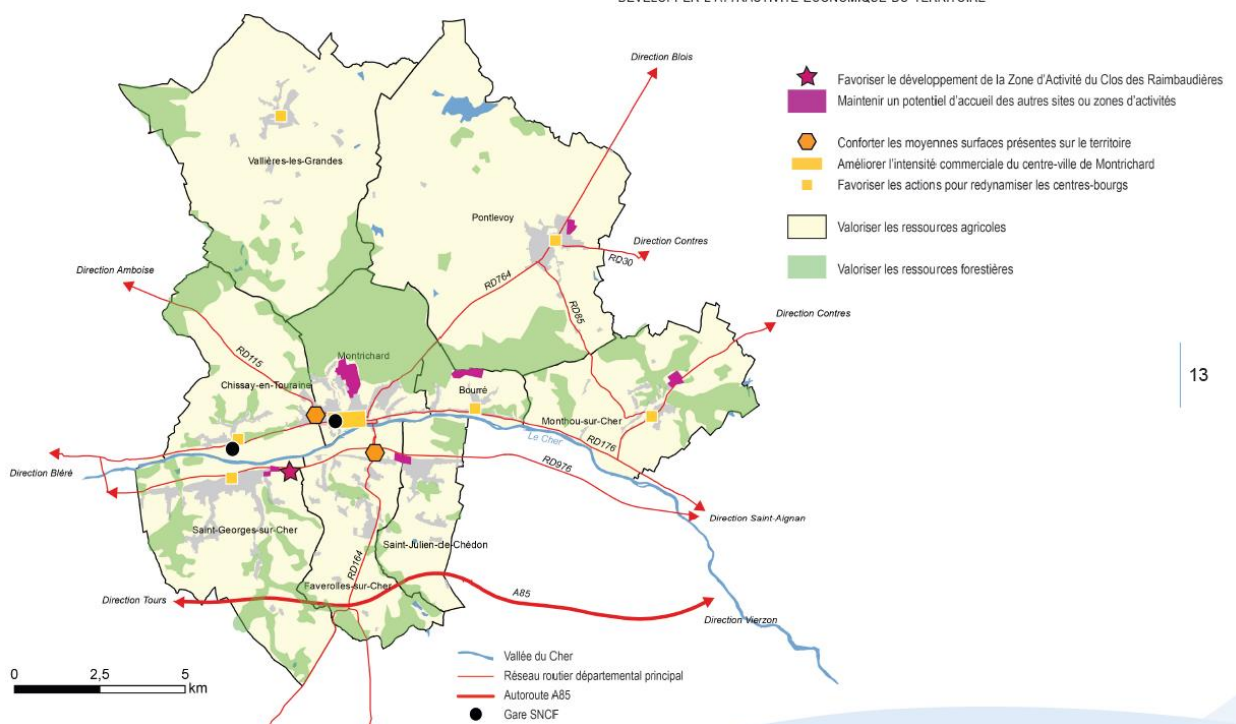 DÉVELOPPER L'ATTRACTIVITÉ ÉCONOMIQUE DU TERRITOIRE
Direction Blois
Favoriser le développement de la Zone d'Activité du Clos des Raimbaudières
Maintenir un potentiel d'accueil des autres sites ou zones d'activités
Conforter les moyennes surfaces présentes sur le territoire
Améliorer l'intensité commerciale du centre-ville de Montrichard
Favoriser les actions pour redynamiser les centres-bourgs
Valoriser les ressources agricoles
Valoriser les ressources forestières
Vallières-les-Grandes
Pontlevoy
Direction Contres
RD30
Direction Amboise
RD764
RD85
Direction Contres
RD115
Montrichard
Chissay-en-Touraine
Bourré
Monthou-sur-Cher
13
Le Cher
RD176
Direction Bléré
RD976
Direction Saint-Aignan
Saint-Georges-sur-Cher
Saint-Julien-de-Chédon
RD164
Faverolles-sur-Cher
A85
Direction Tours
Direction Vierzon
0 2,5 5
km
Vallée du Cher
Réseau routier départemental principal
Autoroute A85
Gare SNCF